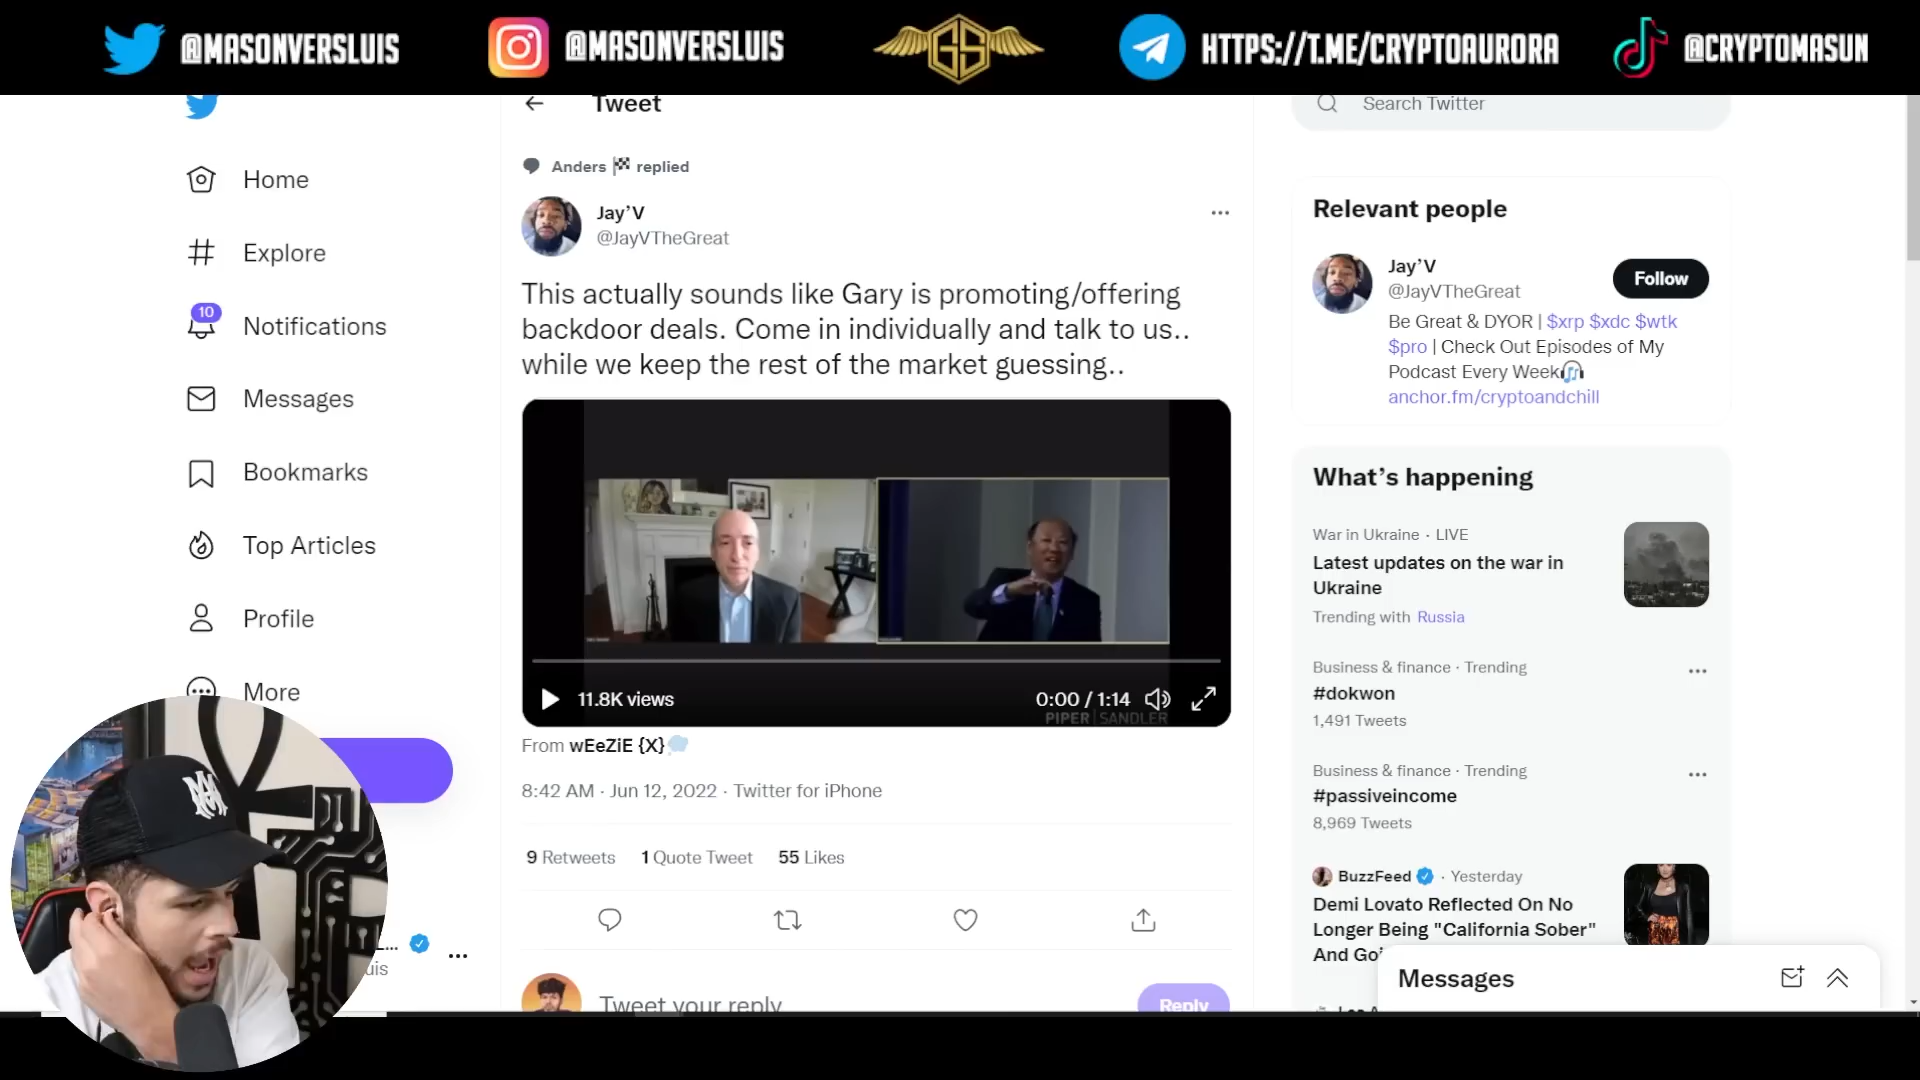 @MASONVERSLUIS
@MASONVERSLUIS
GS
HTTPS://T.ME/CRYPTOAURORA
@CRYPTOMASUN
Home
Explore
10
Notifications
Messages
Bookmarks
Top Articles
Profile
More
Tweet
Anders replied
Jay’V
@JayVTheGreat
This actually sounds like Gary is promoting/offering
backdoor deals. Come in individually and talk to us..
while we keep the rest of the market guessing..
11.8K views
0:00 / 1:14
PIPER | SANDLER
From wEeZiE {X}
8:42 AM · Jun 12, 2022 · Twitter for iPhone
9 Retweets 1 Quote Tweet 55 Likes
Tweet your reply
Reply
Search Twitter
Relevant people
Jay’V
@JayVTheGreat
Follow
Be Great & DYOR | $xrp $xdc $wtk
$pro | Check Out Episodes of My
Podcast Every Week
anchor.fm/cryptoandchill
What’s happening
War in Ukraine · LIVE
Latest updates on the war in
Ukraine
Trending with Russia
Business & finance · Trending
#dokwon
1,491 Tweets
Business & finance · Trending
#passiveincome
8,969 Tweets
BuzzFeed · Yesterday
Demi Lovato Reflected On No
Longer Being "California Sober"
And Goi
Messages